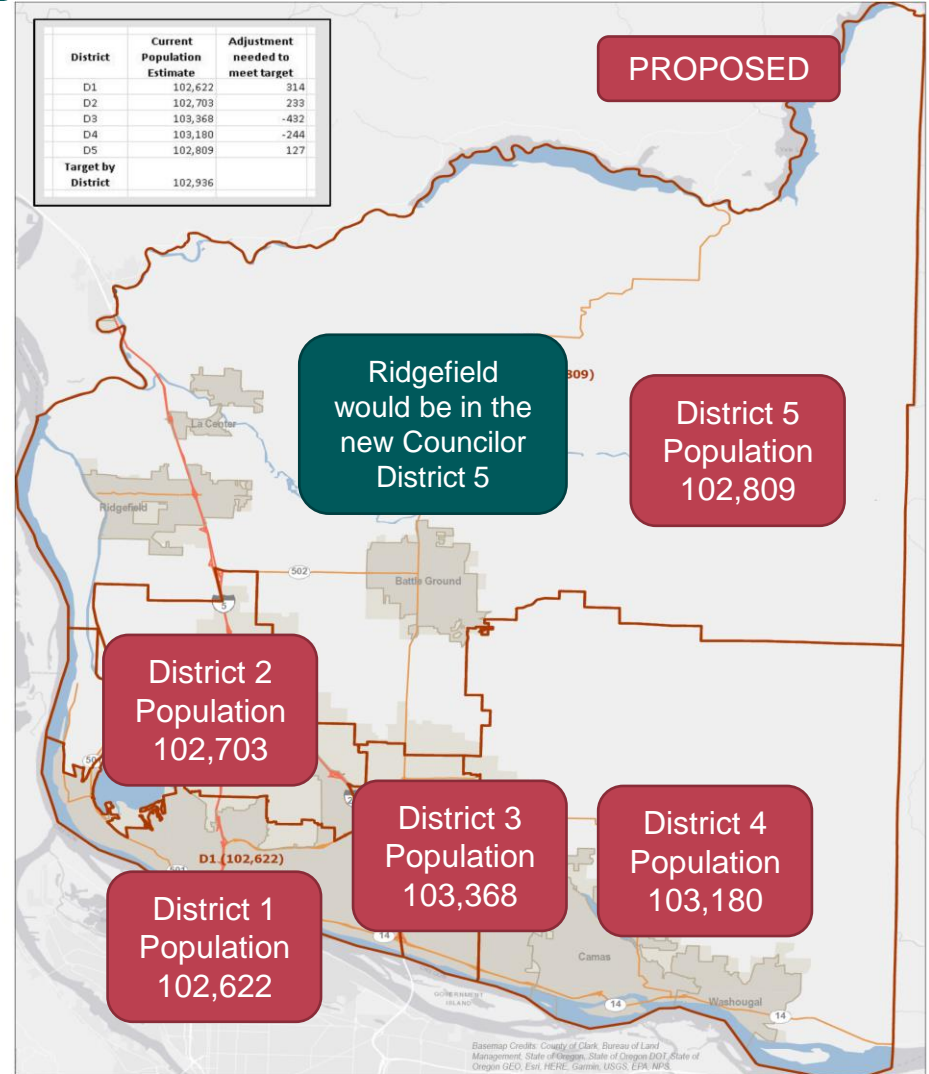 District Current Population Estimate Adjustment needed to meet target
D1 102,622 314
D2 102,703 233
D3 103,368 -432
D4 103,180 -244
D5 102,809 127
Target by District 102,936
PROPOSED
Ridgefield
would be in the
new Councilor
District 5
809)
District 5
Population
102,809
La Center
Ridgefield
502
Battle Ground
5
District 2
Population
102,703
50
2
District 3
Population
103,368
District 4
Population
103,180
D1 (102,622)
501
District 1
Population
102,622
14
Camas
GOVERNMENT
ISLAND
14
Washougal
14
Basemap Credits: County of Clark, Bureau of Land
Management, State of Oregon, State of Oregon DOT, State of
Oregon GEO, Esri, HERE, Garmin, USGS, EPA, NPS